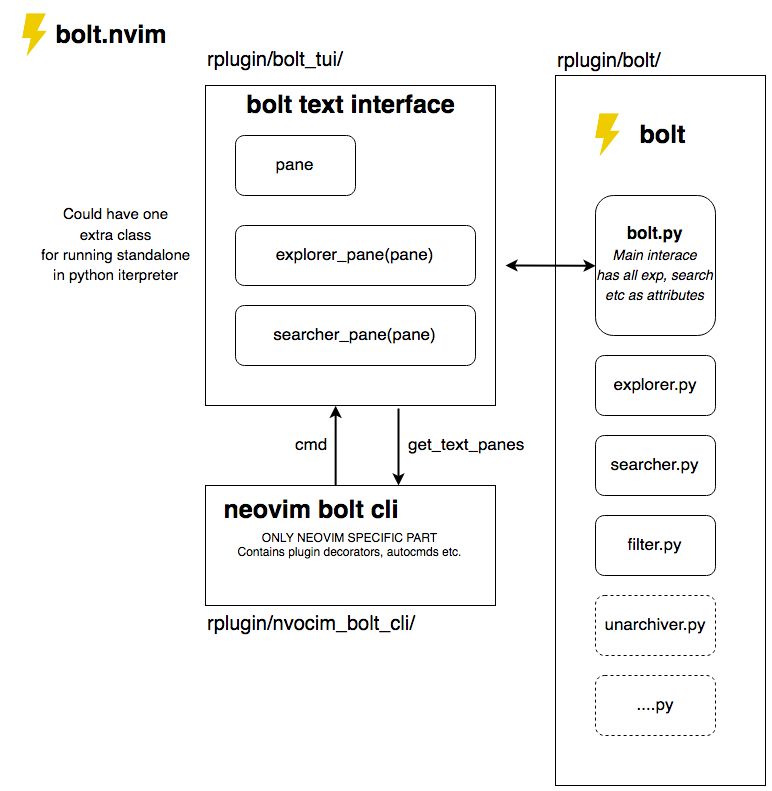 bolt.nvim
rplugin/bolt_tui/
bolt text interface
pane
explorer_pane(pane)
searcher_pane(pane)
Could have one
extra class
for running standalone
in python iterpreter
cmd
get_text_panes
neovim bolt cli
ONLY NEOVIM SPECIFIC PART
Contains plugin decorators, autocmds etc.
rplugin/nvocim_bolt_cli/
rplugin/bolt/
bolt
bolt.py
Main interace
has all exp, search
etc as attributes
explorer.py
searcher.py
filter.py
unarchiver.py
....py